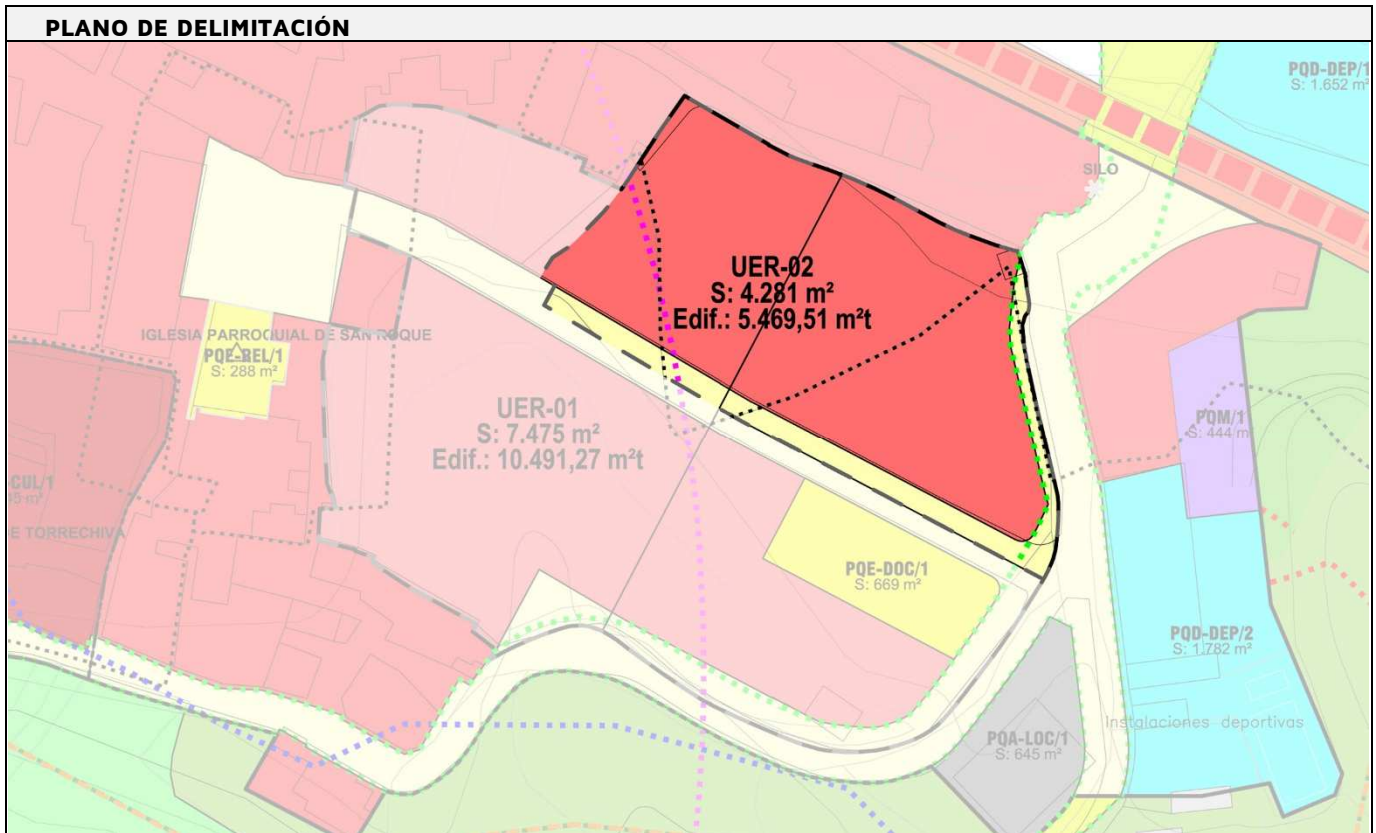 PLANO DE DELIMITACIÓN
PQD-DEP/1
S: 1.652 m²
SILO
UER-02
S: 4.281 m²
Edif.: 5.469,51 m²t
IGLESIA PARROQUIAL DE SAN ROQUE
PQE-REL/1
S: 288 m²
UER-01
S: 7.475 m²
Edif.: 10.491,27 m²t
PQM/1
S: 444 m
-CUL/1
E TORRECHIVA
PQE-DOC/1
S: 669 m²
PQD-DEP/2
S: 1.782 m²
Instalaciones deportivas
PQA-LOC/1
S: 645 m²